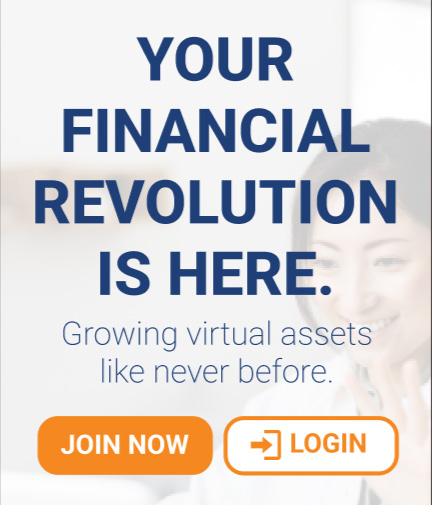 YOUR
FINANCIAL
REVOLUTION
IS HERE.
Growing virtual assets
like never before.
JOIN NOW
LOGIN